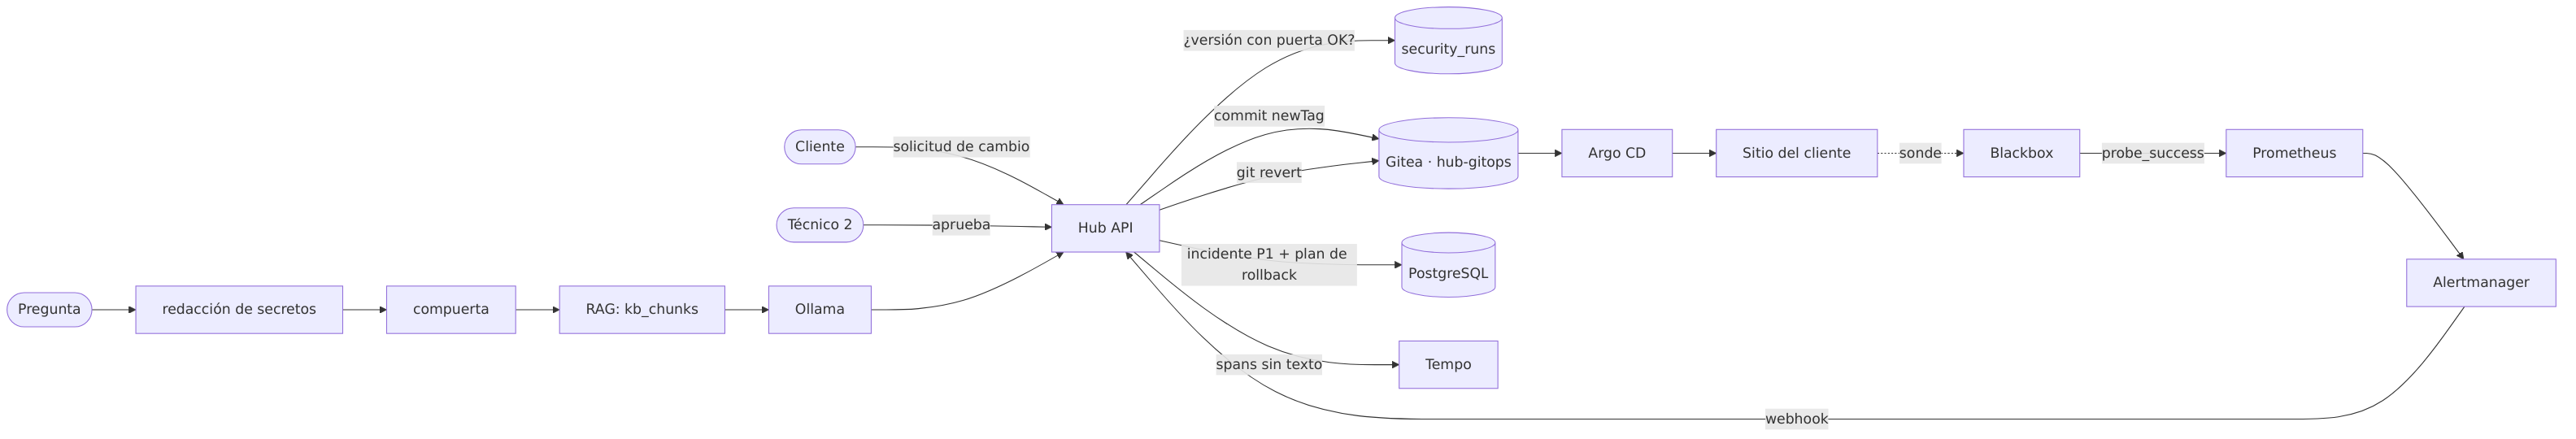 ¿versión con puerta OK?
security_runs
Cliente
solicitud de cambio
commit newTag
Gitea · hub-gitops
git revert
Argo CD
Sitio del cliente
sonde
Blackbox
probe_success
Prometheus
Técnico 2
aprueba
Hub API
incidente P1 + plan de
rollback
PostgreSQL
Alertmanager
Pregunta
redacción de secretos
compuerta
RAG: kb_chunks
Ollama
spans sin texto
Tempo
webhook